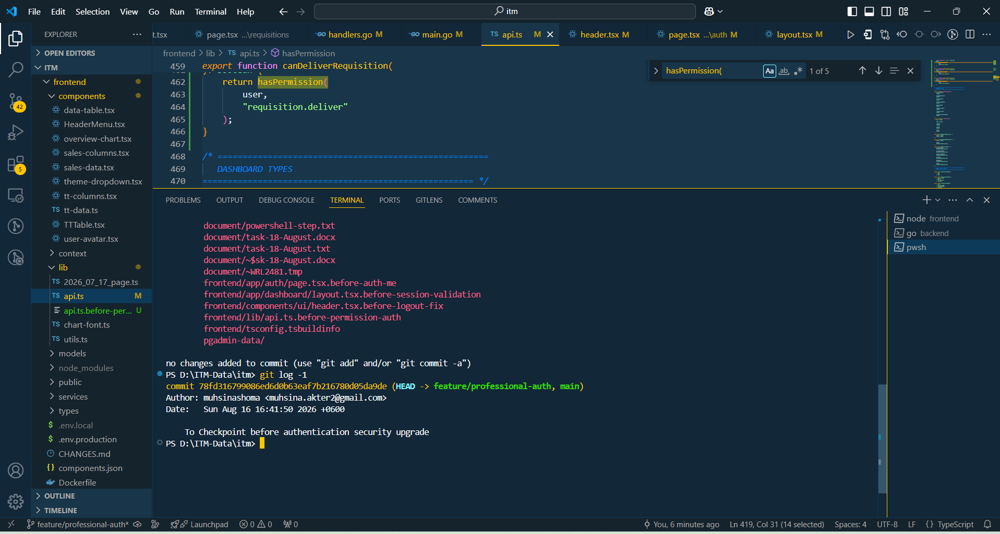 File Edit Selection View Go Run Terminal Help
itm
EXPLORER
t.tsx
page.tsx ...\requisitions
handlers.go M
main.go M
TS api.ts M
header.tsx M
page.tsx ...\auth M
layout.tsx M
OPEN EDITORS
ITM
frontend
components
data-table.tsx
HeaderMenu.tsx
overview-chart.tsx
sales-columns.tsx
sales-data.tsx
theme-dropdown.tsx
tt-columns.tsx
TS tt-data.ts
TTTable.tsx
user-avatar.tsx
context
lib
TS 2026_07_17_page.ts
TS api.ts M
api.ts.before-per... U
TS chart-font.ts
TS utils.ts
models
node_modules
public
services
types
$ .env.local
$ .env.production
CHANGES.md
{} components.json
Dockerfile
OUTLINE
TIMELINE
42
5
frontend > lib > TS api.ts > hasPermission
459 export function canDeliverRequisition(
462 return hasPermission(
463 user,
464 "requisition.deliver"
465 );
466 }
467
468 /* ======================================================
469 DASHBOARD TYPES
470 ====================================================== */
hasPermission(
Aa ab 1 of 5
PROBLEMS OUTPUT DEBUG CONSOLE TERMINAL PORTS GITLENS COMMENTS
document/powershell-step.txt
document/task-18-August.docx
document/task-18-August.txt
document/~$sk-18-August.docx
document/~WRL2481.tmp
frontend/app/auth/page.tsx.before-auth-me
frontend/app/dashboard/layout.tsx.before-session-validation
frontend/components/ui/header.tsx.before-logout-fix
frontend/lib/api.ts.before-permission-auth
frontend/tsconfig.tsbuildinfo
pgadmin-data/
no changes added to commit (use "git add" and/or "git commit -a")
PS D:\ITM-Data\itm> git log -1
commit 78fd316799086ed6d0b63eaf7b216780d05da9de (HEAD -> feature/professional-auth, main)
Author: muhsinashoma <muhsina.akter2@gmail.com>
Date: Sun Aug 16 16:41:50 2026 +0600
To Checkpoint before authentication security upgrade
PS D:\ITM-Data\itm>
node frontend
go backend
pwsh
feature/professional-auth* Launchpad 0 0 0
You, 6 minutes ago Ln 419, Col 31 (14 selected) Spaces: 4 UTF-8 LF {} TypeScript